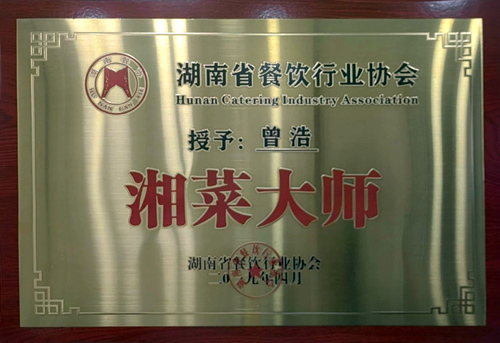 湖南省餐饮行业协会
Hunan Catering Industry Association
授予：曾浩
湘菜大师
湖南省餐饮行业协会
二〇一九年四月